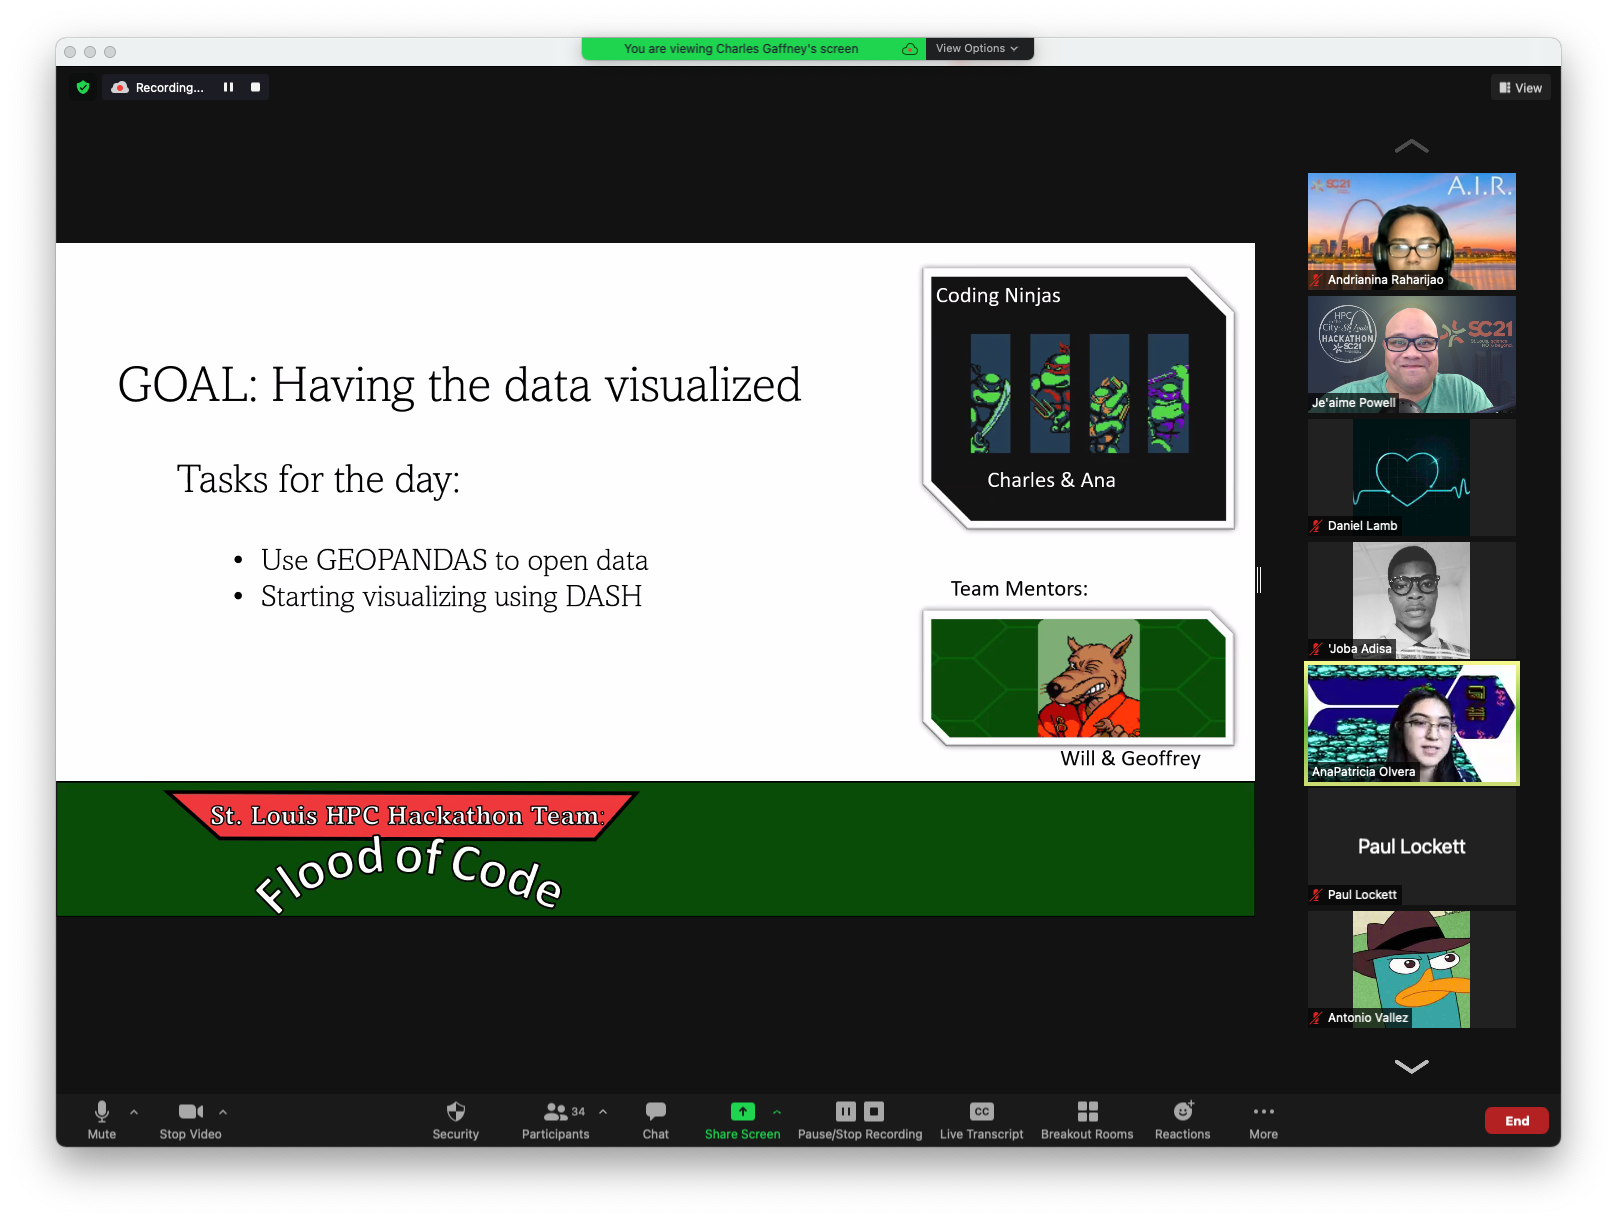 You are viewing Charles Gaffney's screen
View Options
Recording...
View
GOAL: Having the data visualized
Tasks for the day:
• Use GEOPANDAS to open data
• Starting visualizing using DASH
Coding Ninjas
Charles & Ana
Team Mentors:
Will & Geoffrey
St. Louis HPC Hackathon Team:
Flood of Code
SC21
A.I.R.
Andrianina Raharijao
HPC
City: St. Louis
HACKATHON
SC21
SC21
Je'aime Powell
Daniel Lamb
'Joba Adisa
AnaPatricia Olvera
Paul Lockett
Paul Lockett
Antonio Vallez
Mute
Stop Video
Security
34
Participants
Chat
Share Screen
Pause/Stop Recording
CC
Live Transcript
Breakout Rooms
Reactions
More
End